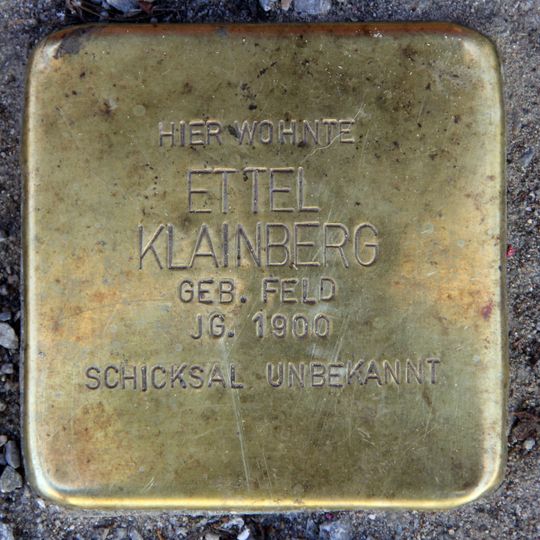 HIER WOHNTE
ETTEL
KLAINBERG
GEB. FELD
JG. 1900
SCHICKSAL UNBEKANNT